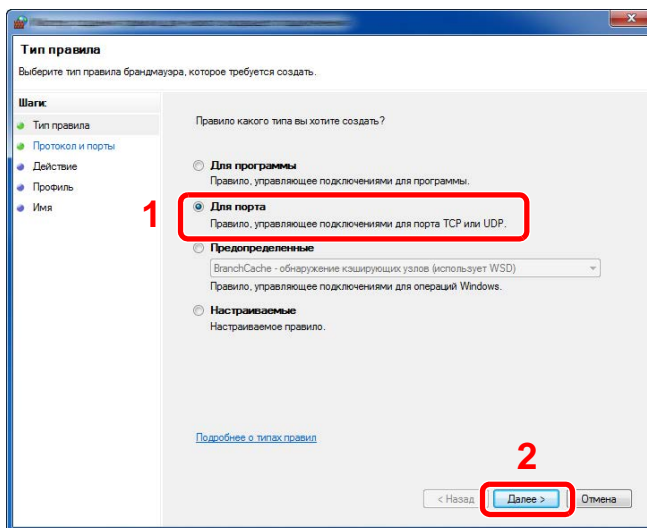 Тип правила
Выберите тип правила брандмауэра, которое требуется создать.
Шаги:
Тип правила
Протокол и порты
Действие
Профиль
Имя
Правило какого типа вы хотите создать?
Для программы
Правило, управляющее подключениями для программы.
1
Для порта
Правило, управляющее подключениями для порта TCP или UDP.
Предопределенные
BranchCache - обнаружение кэширующих узлов (использует WSD)
Правило, управляющее подключениями для операций Windows.
Настраиваемые
Настраиваемое правило.
Подробнее о типах правил
2
< Назад
Далее >
Отмена